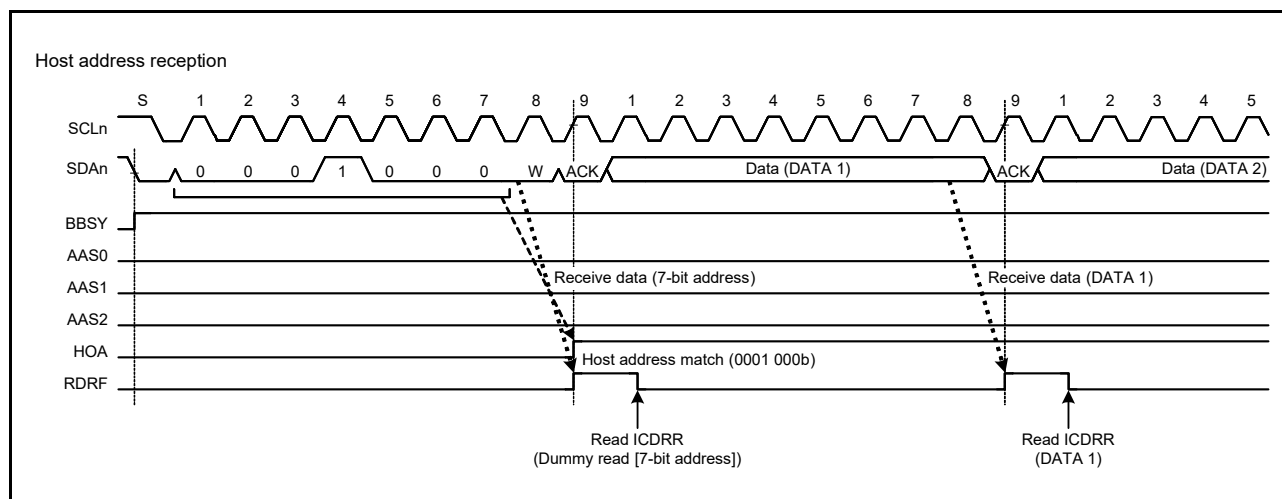 Host address reception
S 1 2 3 4 5 6 7 8 9 1 2 3 4 5 6 7 8 9 1 2 3 4 5
SCLn
SDAn 0 0 0 1 0 0 0 W ACK Data (DATA 1) ACK Data (DATA 2)
BBSY
AAS0
AAS1 Receive data (7-bit address) Receive data (DATA 1)
AAS2
HOA Host address match (0001 000b)
RDRF
Read ICDRR Read ICDRR
(Dummy read [7-bit address]) (DATA 1)